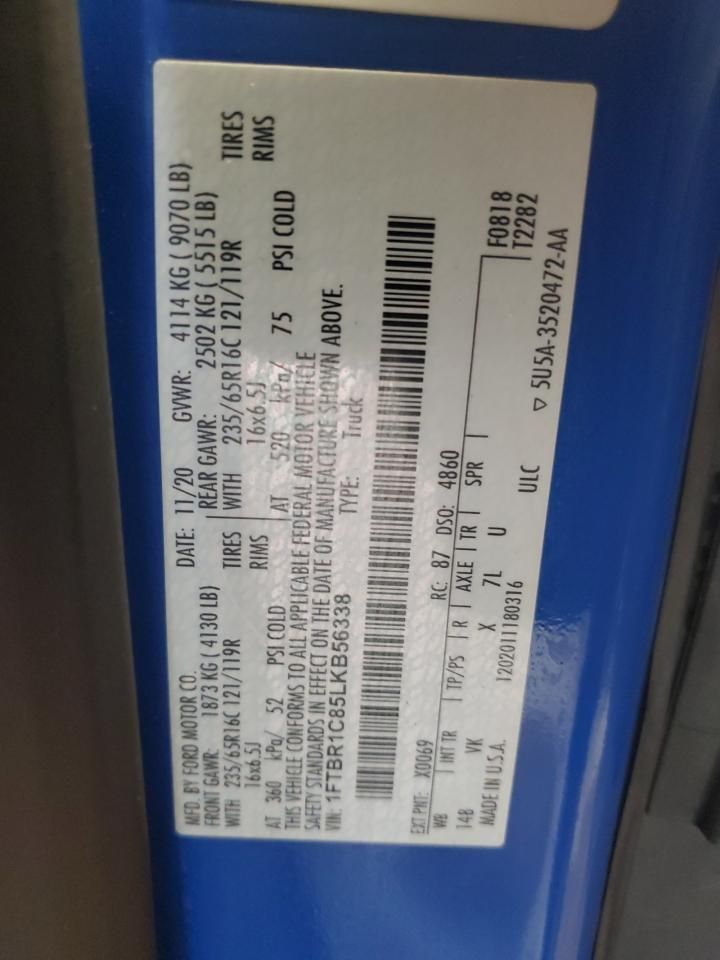 MFD. BY FORD MOTOR CO.
DATE: 11/20 GVWR: 4114 KG ( 9070 LB)
FRONT GAWR: 1873 KG ( 4130 LB) REAR GAWR: 2502 KG ( 5515 LB)
WITH 235/65R16C 121/119R TIRES WITH 235/65R16C 121/119R TIRES
16x6.5J RIMS 16x6.5J RIMS
AT 360 kPa/ 52 PSI COLD AT 520 kPa/ 75 PSI COLD
THIS VEHICLE CONFORMS TO ALL APPLICABLE FEDERAL MOTOR VEHICLE
SAFETY STANDARDS IN EFFECT ON THE DATE OF MANUFACTURE SHOWN ABOVE.
VIN: 1FTBR1C85LKB56338 TYPE: Truck
EXT PNT: X0069 RC: 87 DSO: 4860 F0818
WB INT TR TP/PS R AXLE TR SPR T2282
148 VK X 7L U
MADE IN U.S.A. 12020111180316 ULC ▽ 5U5A-3520472-AA